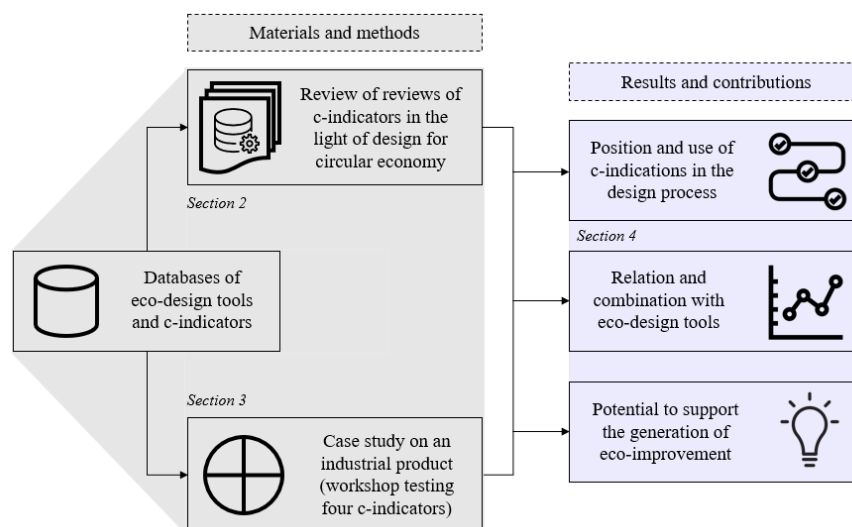 Materials and methods
Review of reviews of
c-indicators in the
light of design for
circular economy
Section 2
Databases of
eco-design tools
and c-indicators
Section 3
Case study on an
industrial product
(workshop testing
four c-indicators)
Results and contributions
Position and use of
c-indications in the
design process
Section 4
Relation and
combination with
eco-design tools
Potential to support
the generation of
eco-improvement